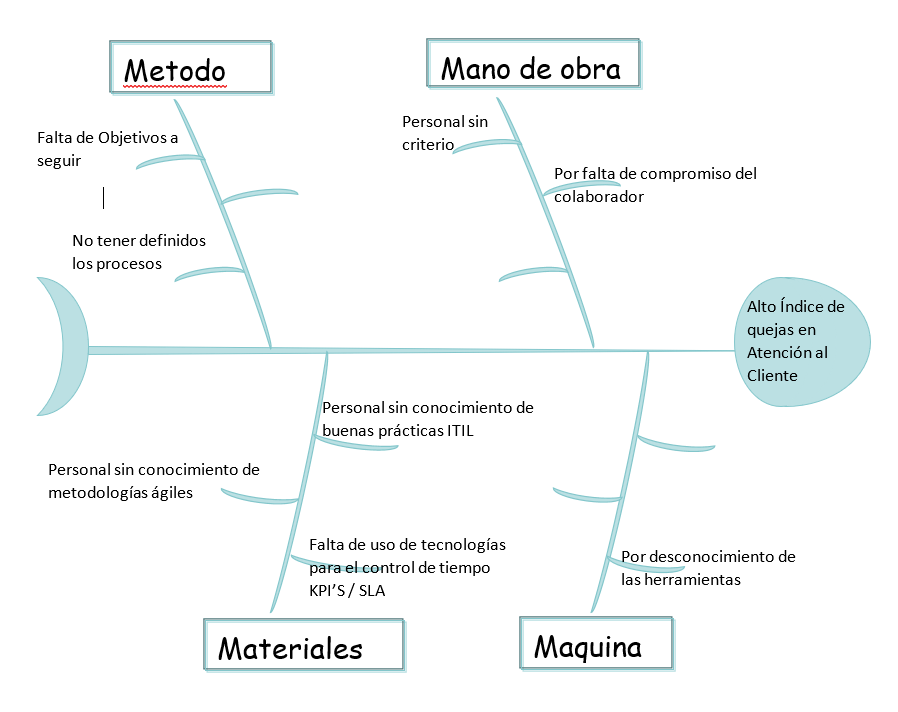 Metodo
Mano de obra
Falta de Objetivos a
seguir
Personal sin
criterio
Por falta de compromiso del
colaborador
No tener definidos
los procesos
Alto Índice de
quejas en
Atención al
Cliente
Personal sin conocimiento de
buenas prácticas ITIL
Personal sin conocimiento de
metodologías ágiles
Falta de uso de tecnologías
para el control de tiempo
KPI’S / SLA
Por desconocimiento de
las herramientas
Materiales
Maquina